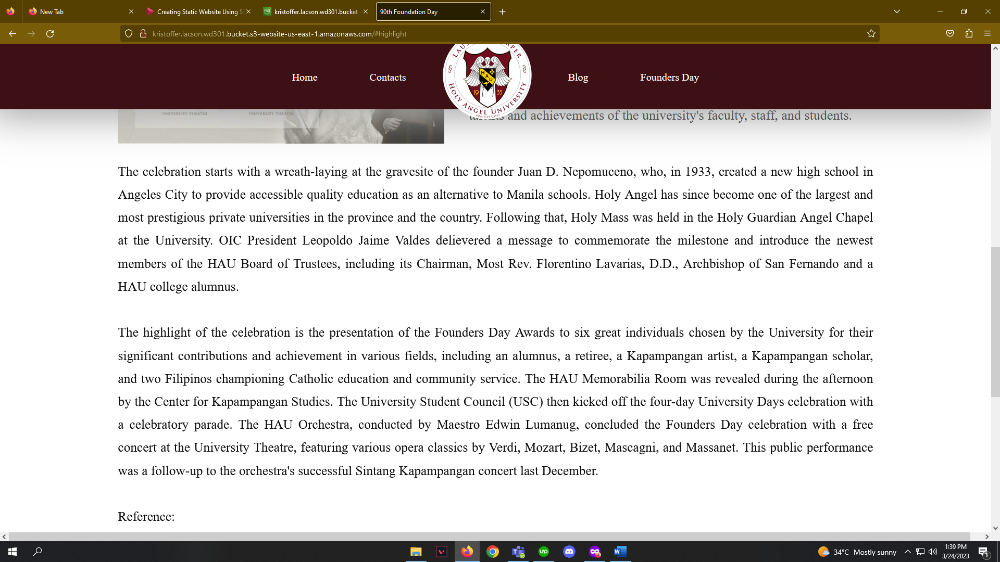 New Tab
Creating Static Website Using S
kristoffer.lacson.wd301.bucket -
90th Foundation Day
kristoffer.lacson.wd301.bucket.s3-website-us-east-1.amazonaws.com/#highlight
Home
Contacts
HAU
19 33
HOLY ANGEL UNIVERSITY
ANGELES CITY
Blog
Founders Day
UNIVERSITY THEATRE UNIVERSITY THEATRE
and achievements of the university's faculty, staff, and students.
The celebration starts with a wreath-laying at the gravesite of the founder Juan D. Nepomuceno, who, in 1933, created a new high school in
Angeles City to provide accessible quality education as an alternative to Manila schools. Holy Angel has since become one of the largest and
most prestigious private universities in the province and the country. Following that, Holy Mass was held in the Holy Guardian Angel Chapel
at the University. OIC President Leopoldo Jaime Valdes delievered a message to commemorate the milestone and introduce the newest
members of the HAU Board of Trustees, including its Chairman, Most Rev. Florentino Lavarias, D.D., Archbishop of San Fernando and a
HAU college alumnus.
The highlight of the celebration is the presentation of the Founders Day Awards to six great individuals chosen by the University for their
significant contributions and achievement in various fields, including an alumnus, a retiree, a Kapampangan artist, a Kapampangan scholar,
and two Filipinos championing Catholic education and community service. The HAU Memorabilia Room was revealed during the afternoon
by the Center for Kapampangan Studies. The University Student Council (USC) then kicked off the four-day University Days celebration with
a celebratory parade. The HAU Orchestra, conducted by Maestro Edwin Lumanug, concluded the Founders Day celebration with a free
concert at the University Theatre, featuring various opera classics by Verdi, Mozart, Bizet, Mascagni, and Massanet. This public performance
was a follow-up to the orchestra's successful Sintang Kapampangan concert last December.
Reference:
34°C Mostly sunny
1:39 PM
3/24/2023
1